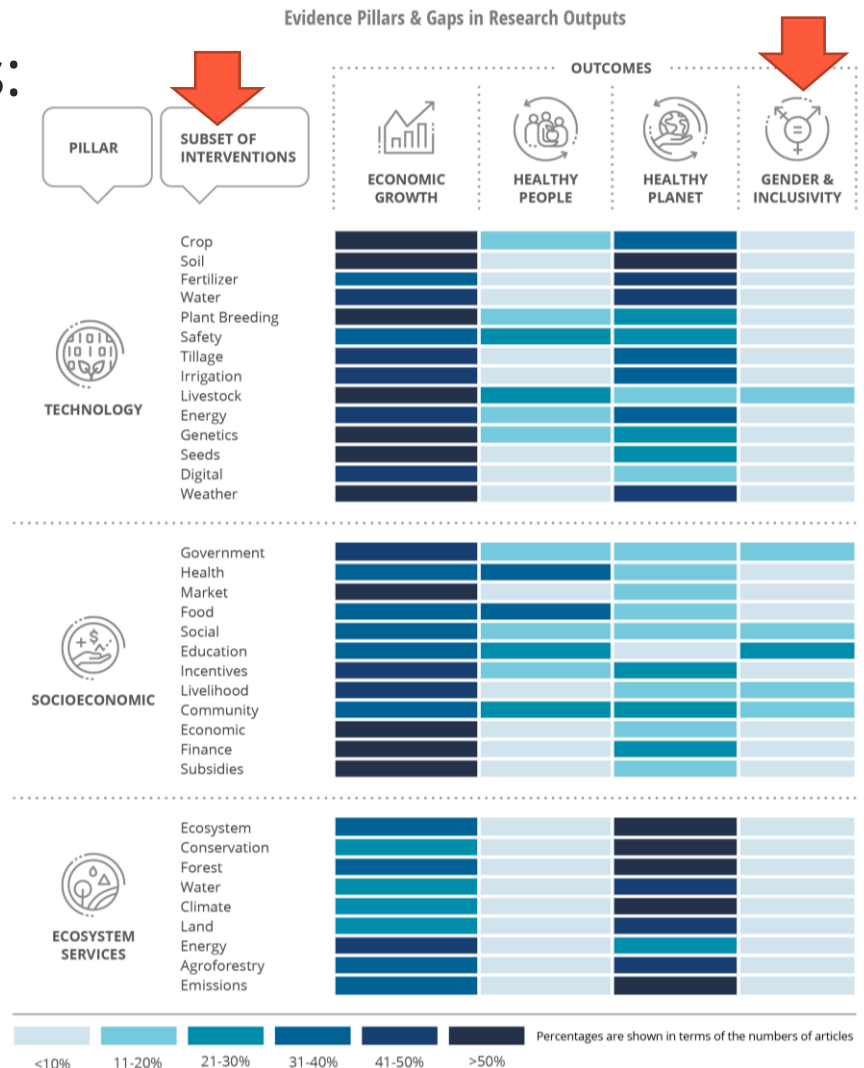 Evidence Pillars & Gaps in Research Outputs
s:
OUTCOMES
PILLAR
SUBSET OF
INTERVENTIONS
ECONOMIC
GROWTH
HEALTHY
PEOPLE
HEALTHY
PLANET
GENDER &
INCLUSIVITY
TECHNOLOGY
Crop
Soil
Fertilizer
Water
Plant Breeding
Safety
Tillage
Irrigation
Livestock
Energy
Genetics
Seeds
Digital
Weather
SOCIOECONOMIC
Government
Health
Market
Food
Social
Education
Incentives
Livelihood
Community
Economic
Finance
Subsidies
ECOSYSTEM
SERVICES
Ecosystem
Conservation
Forest
Water
Climate
Land
Energy
Agroforestry
Emissions
Percentages are shown in terms of the numbers of articles
<10% 11-20% 21-30% 31-40% 41-50% >50%